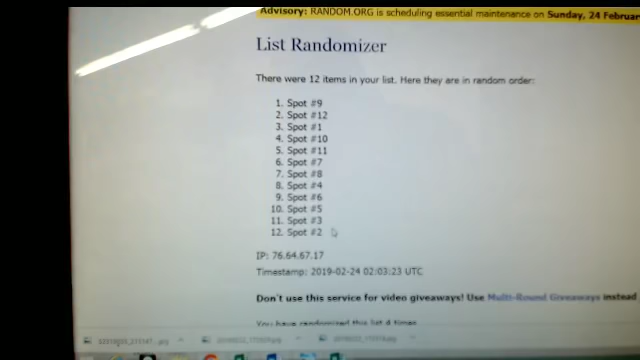 Advisory: RANDOM.ORG is scheduling essential maintenance on Sunday, 24 Februar
List Randomizer
There were 12 items in your list. Here they are in random order:
1. Spot #9
2. Spot #12
3. Spot #1
4. Spot #10
5. Spot #11
6. Spot #7
7. Spot #8
8. Spot #4
9. Spot #6
10. Spot #5
11. Spot #3
12. Spot #2
IP: 76.64.67.17
Timestamp: 2019-02-24 02:03:23 UTC
Don't use this service for video giveaways! Use Multi-Round Giveaways instead
You have randomized this list 4 times